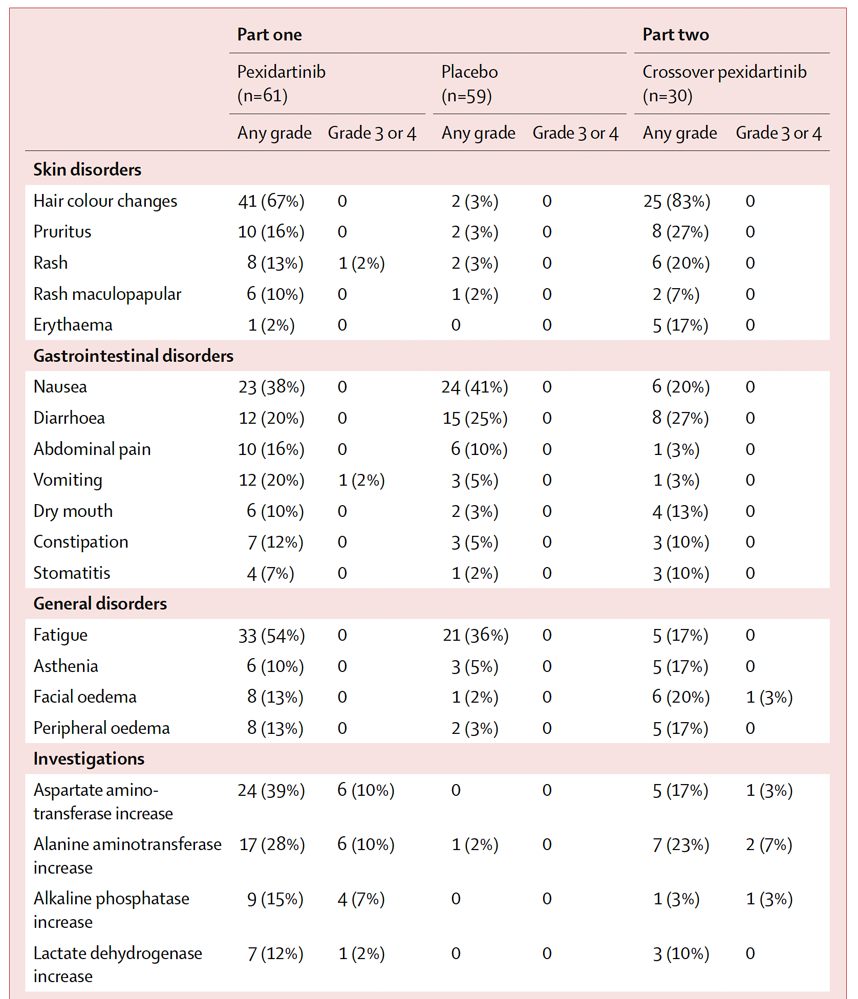 Part one Part two
Pexidartinib Placebo Crossover pexidartinib
(n=61) (n=59) (n=30)
Any grade Grade 3 or 4 Any grade Grade 3 or 4 Any grade Grade 3 or 4
Skin disorders
Hair colour changes 41 (67%) 0 2 (3%) 0 25 (83%) 0
Pruritus 10 (16%) 0 2 (3%) 0 8 (27%) 0
Rash 8 (13%) 1 (2%) 2 (3%) 0 6 (20%) 0
Rash maculopapular 6 (10%) 0 1 (2%) 0 2 (7%) 0
Erythaema 1 (2%) 0 0 0 5 (17%) 0
Gastrointestinal disorders
Nausea 23 (38%) 0 24 (41%) 0 6 (20%) 0
Diarrhoea 12 (20%) 0 15 (25%) 0 8 (27%) 0
Abdominal pain 10 (16%) 0 6 (10%) 0 1 (3%) 0
Vomiting 12 (20%) 1 (2%) 3 (5%) 0 1 (3%) 0
Dry mouth 6 (10%) 0 2 (3%) 0 4 (13%) 0
Constipation 7 (12%) 0 3 (5%) 0 3 (10%) 0
Stomatitis 4 (7%) 0 1 (2%) 0 3 (10%) 0
General disorders
Fatigue 33 (54%) 0 21 (36%) 0 5 (17%) 0
Asthenia 6 (10%) 0 3 (5%) 0 5 (17%) 0
Facial oedema 8 (13%) 0 1 (2%) 0 6 (20%) 1 (3%)
Peripheral oedema 8 (13%) 0 2 (3%) 0 5 (17%) 0
Investigations
Aspartate amino- 24 (39%) 6 (10%) 0 0 5 (17%) 1 (3%)
transferase increase
Alanine aminotransferase 17 (28%) 6 (10%) 1 (2%) 0 7 (23%) 2 (7%)
increase
Alkaline phosphatase 9 (15%) 4 (7%) 0 0 1 (3%) 1 (3%)
increase
Lactate dehydrogenase 7 (12%) 1 (2%) 0 0 3 (10%) 0
increase